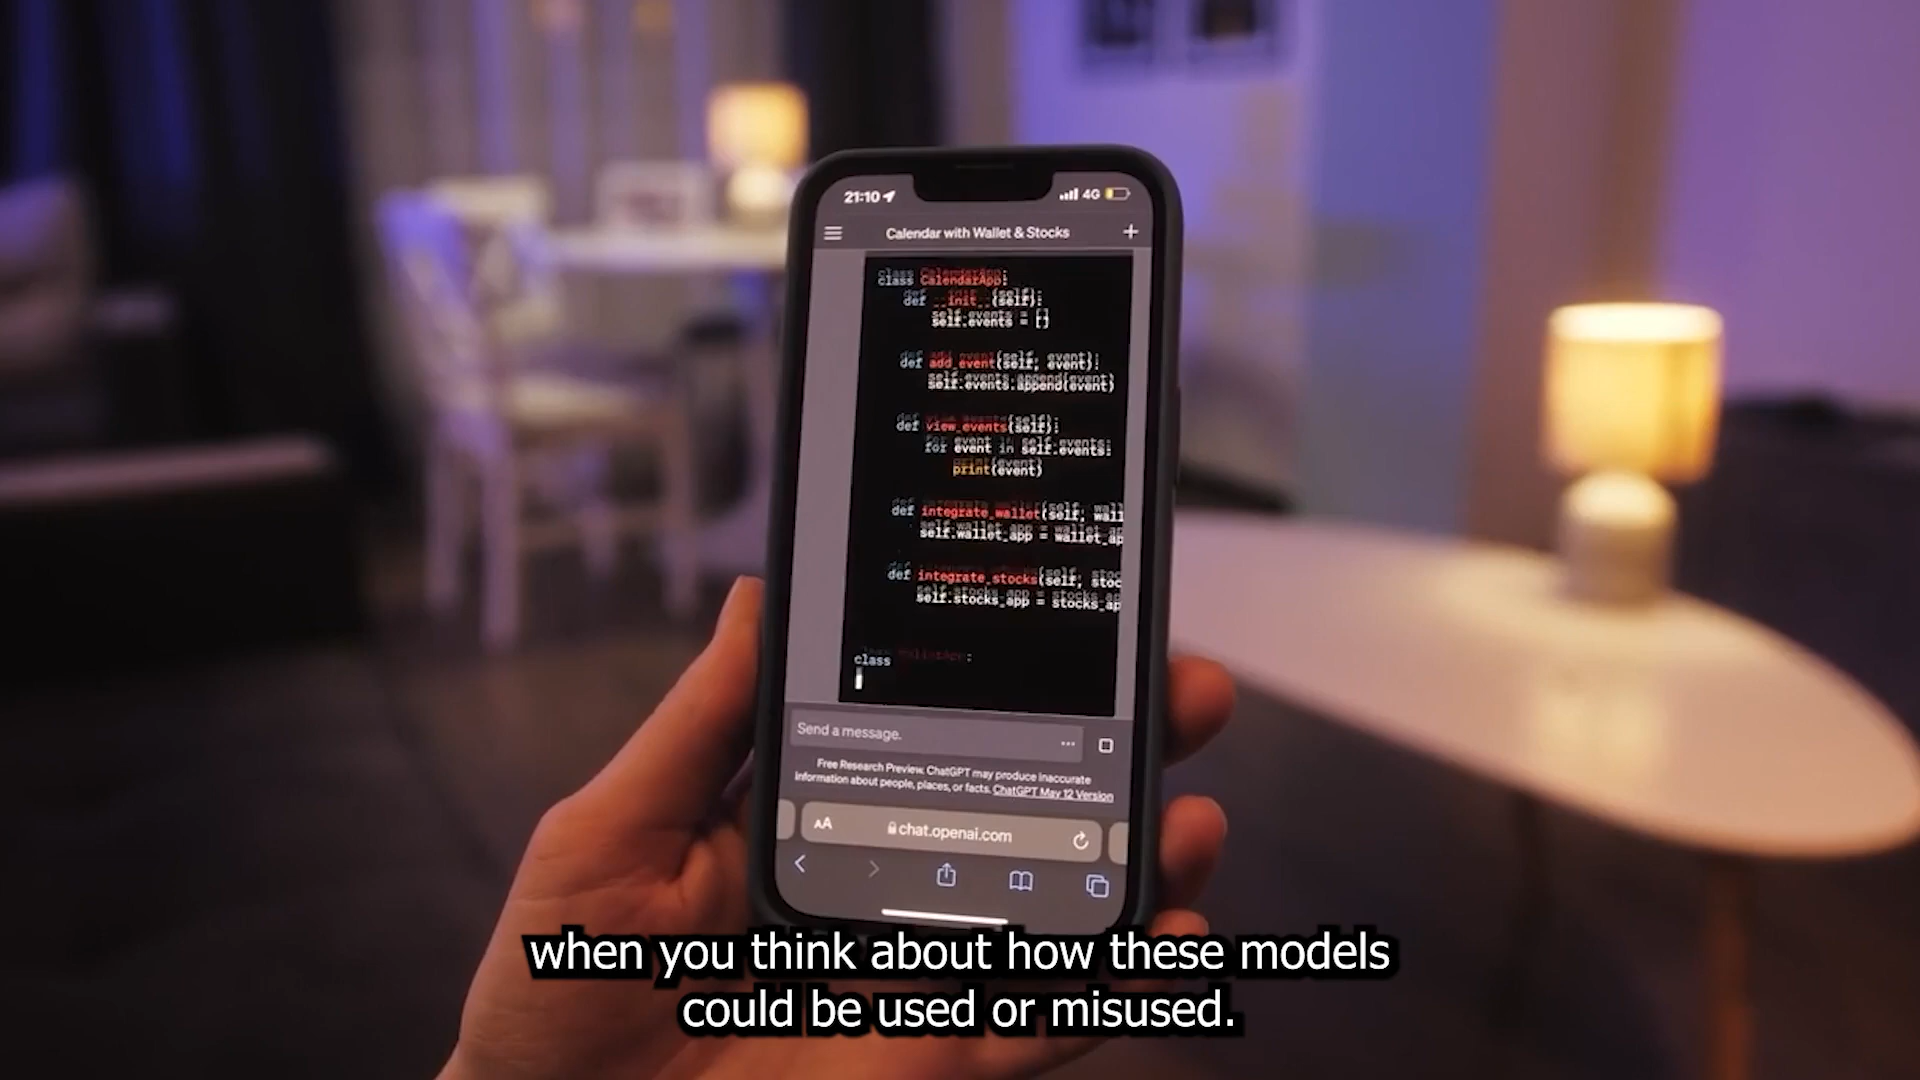 21:10
4G
Calendar with Wallet & Stocks
class CalendarApp:
def __init__(self):
self.events = []
def add_event(self, event):
self.events.append(event)
def view_events(self):
for event in self.events:
print(event)
def integrate_wallet(self, wall
self.wallet_app = wallet_ap
def integrate_stocks(self, stoc
self.stocks_app = stocks_ap
class
Send a message.
Free Research Preview. ChatGPT may produce inaccurate
information about people, places, or facts. ChatGPT May 12 Version
AA
chat.openai.com
when you think about how these models
could be used or misused.